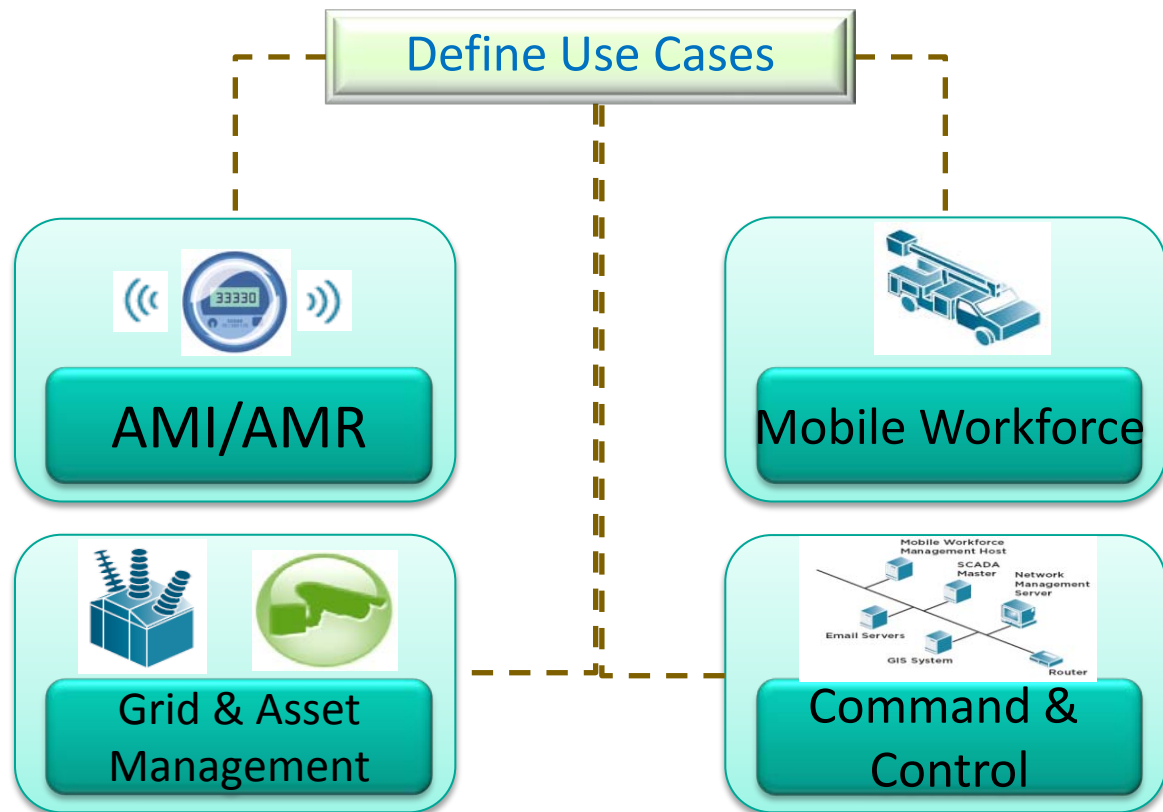 Define Use Cases
33330
AMI/AMR
Mobile Workforce
Grid & Asset
Management
Mobile Workforce
Management Host
SCADA
Master
Network
Management
Server
Email Servers
GIS System
Router
Command &
Control